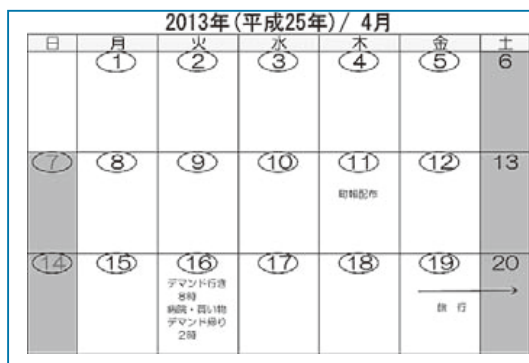 2013年(平成25年)/ 4月
日 月 火 水 木 金 土
1 2 3 4 5 6
7 8 9 10 11 12 13
町報配布
14 15 16 17 18 19 20
デマンド行き
8時
病院・買い物
デマンド帰り
2時
旅 行